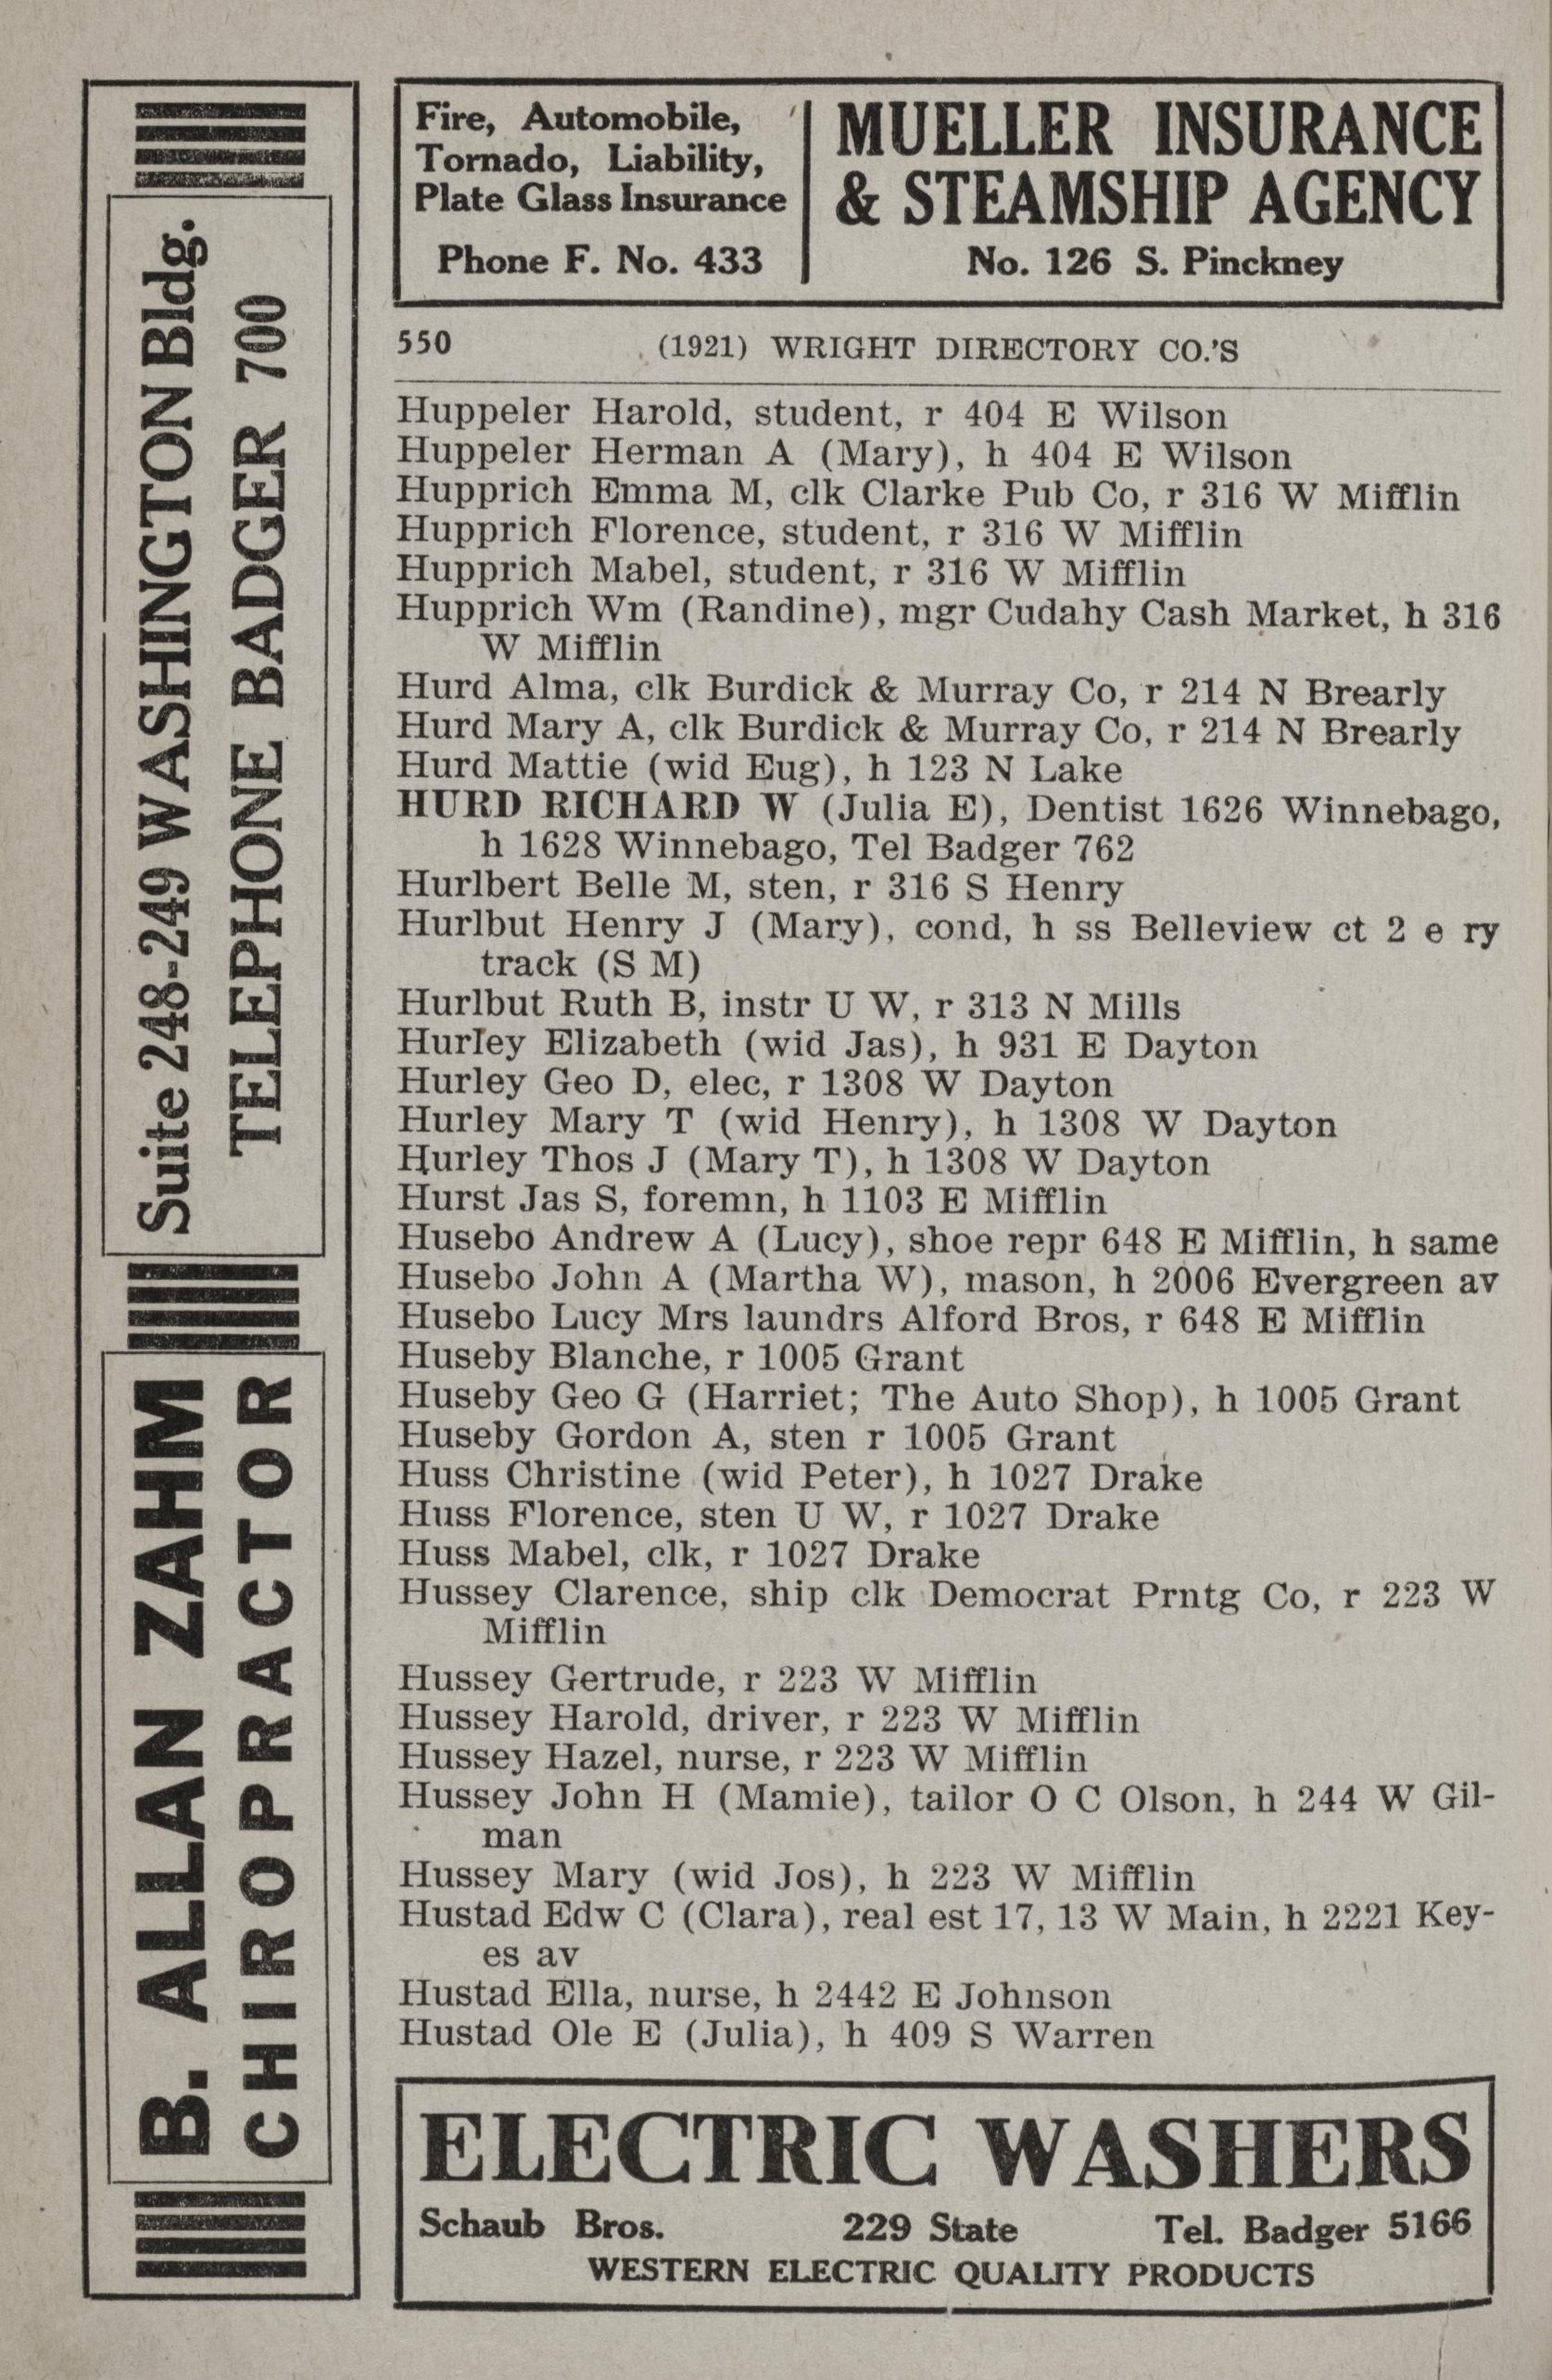 Fire, Automobile,
Tornado, Liability,
Plate Glass Insurance
Phone F. No. 433
MUELLER INSURANCE
& STEAMSHIP AGENCY
No. 126 S. Pinckney
550 (1921) WRIGHT DIRECTORY CO.'S
Huppeler Harold, student, r 404 E Wilson
Huppeler Herman A (Mary), h 404 E Wilson
Hupprich Emma M, clk Clarke Pub Co, r 316 W Mifflin
Hupprich Florence, student, r 316 W Mifflin
Hupprich Mabel, student, r 316 W Mifflin
Hupprich Wm (Randine), mgr Cudahy Cash Market, h 316
W Mifflin
Hurd Alma, clk Burdick & Murray Co, r 214 N Brearly
Hurd Mary A, clk Burdick & Murray Co, r 214 N Brearly
Hurd Mattie (wid Eug), h 123 N Lake
HURD RICHARD W (Julia E), Dentist 1626 Winnebago,
h 1628 Winnebago, Tel Badger 762
Hurlbert Belle M, sten, r 316 S Henry
Hurlbut Henry J (Mary), cond, h ss Belleview ct 2 e ry
track (S M)
Hurlbut Ruth B, instr U W, r 313 N Mills
Hurley Elizabeth (wid Jas), h 931 E Dayton
Hurley Geo D, elec, r 1308 W Dayton
Hurley Mary T (wid Henry), h 1308 W Dayton
Hurley Thos J (Mary T), h 1308 W Dayton
Hurst Jas S, foremn, h 1103 E Mifflin
Husebo Andrew A (Lucy), shoe repr 648 E Mifflin, h same
Husebo John A (Martha W), mason, h 2006 Evergreen av
Husebo Lucy Mrs laundrs Alford Bros, r 648 E Mifflin
Huseby Blanche, r 1005 Grant
Huseby Geo G (Harriet; The Auto Shop), h 1005 Grant
Huseby Gordon A, sten r 1005 Grant
Huss Christine (wid Peter), h 1027 Drake
Huss Florence, sten U W, r 1027 Drake
Huss Mabel, clk, r 1027 Drake
Hussey Clarence, ship clk Democrat Prntg Co, r 223 W
Mifflin
Hussey Gertrude, r 223 W Mifflin
Hussey Harold, driver, r 223 W Mifflin
Hussey Hazel, nurse, r 223 W Mifflin
Hussey John H (Mamie), tailor O C Olson, h 244 W Gil-
man
Hussey Mary (wid Jos), h 223 W Mifflin
Hustad Edw C (Clara), real est 17, 13 W Main, h 2221 Key-
es av
Hustad Ella, nurse, h 2442 E Johnson
Hustad Ole E (Julia), h 409 S Warren
ELECTRIC WASHERS
Schaub Bros. 229 State Tel. Badger 5166
WESTERN ELECTRIC QUALITY PRODUCTS
B. ALLAN ZAHM
CHIROPRACTOR
Suite 248-249 WASHINGTON Bldg.
TELEPHONE BADGER 700